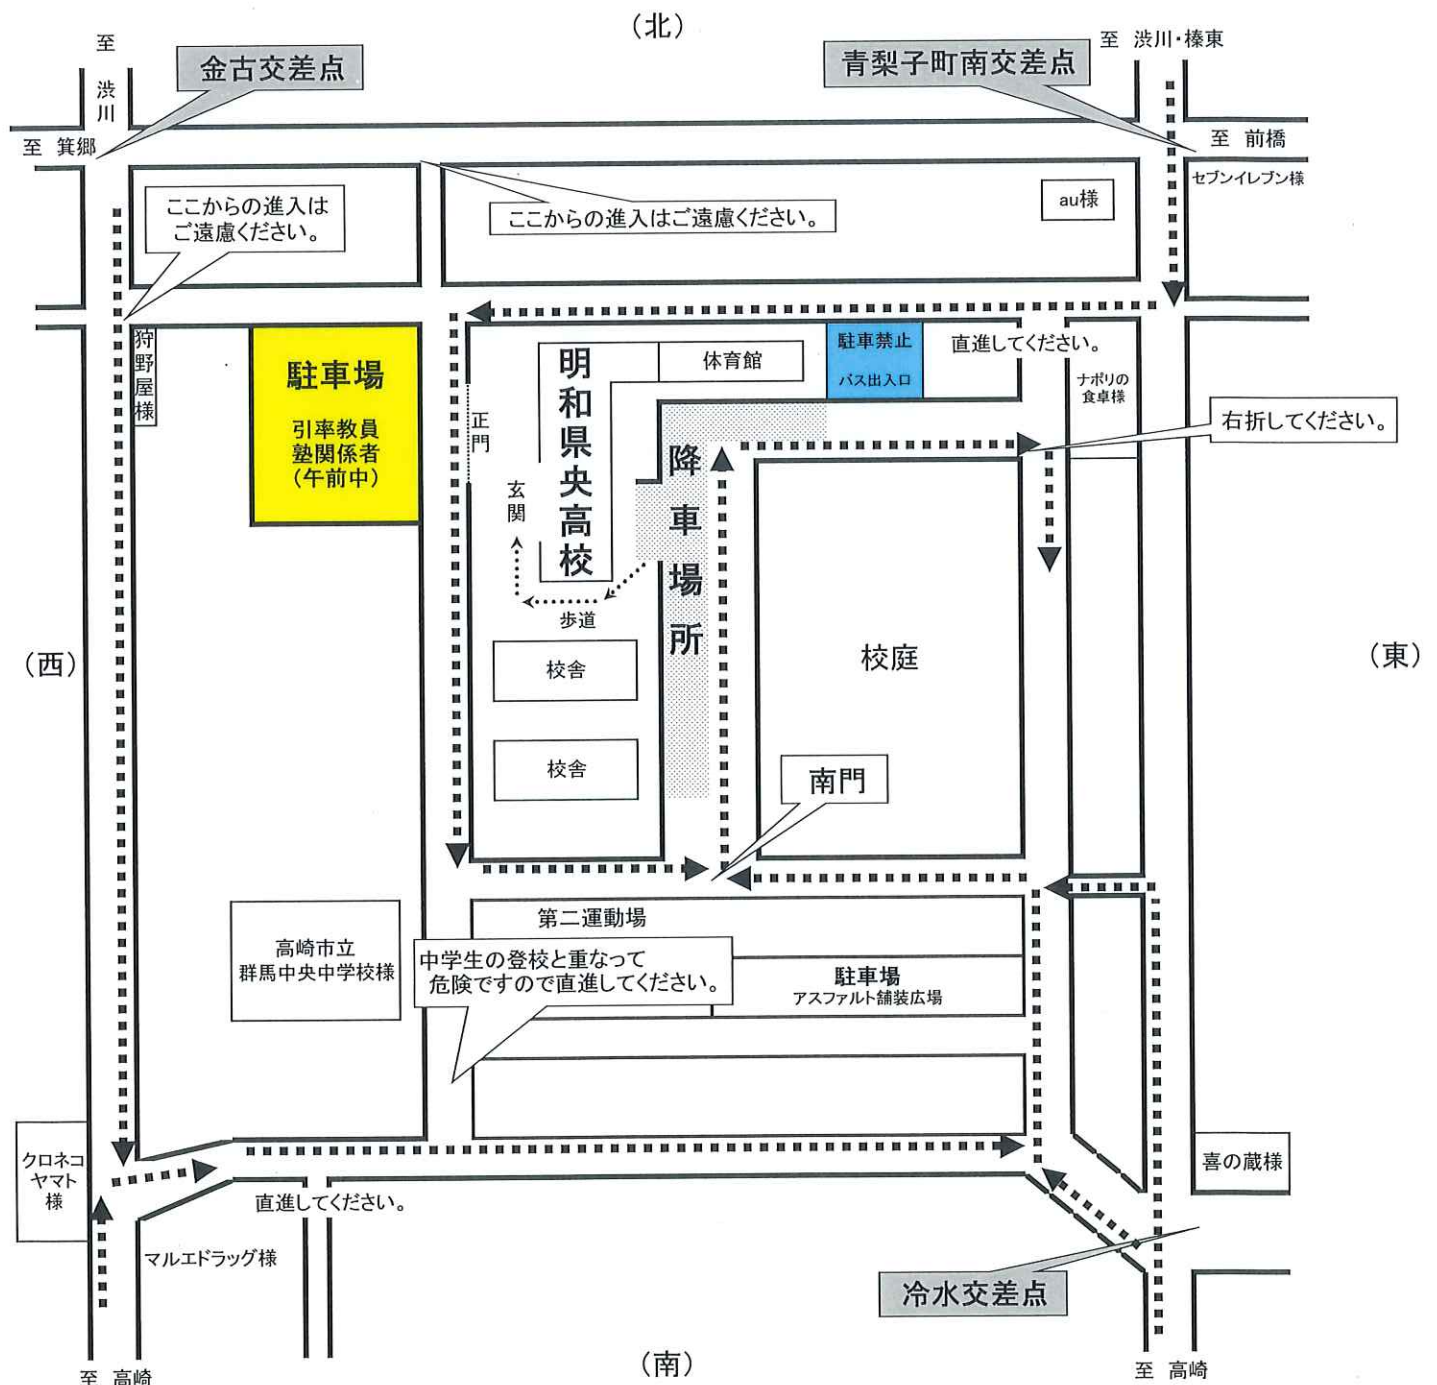 (北)
至
渋川
金古交差点
青梨子町南交差点
至 渋川・榛東
至 箕郷
至 前橋
セブンイレブン様
ここからの進入は
ご遠慮ください。
ここからの進入はご遠慮ください。
au様
狩野屋様
駐車場
引率教員
塾関係者
(午前中)
正門
明和県央高校
体育館
駐車禁止
バス出入口
直進してください。
ナポリの
食卓様
右折してください。
玄関
降車場所
歩道
校舎
校舎
校庭
(西)
(東)
南門
第二運動場
高崎市立
群馬中央中学校様
中学生の登校と重なって
危険ですので直進してください。
駐車場
アスファルト舗装広場
クロネコ
ヤマト
様
直進してください。
マルエドラッグ様
喜の蔵様
冷水交差点
(南)
至 高崎
至 高崎